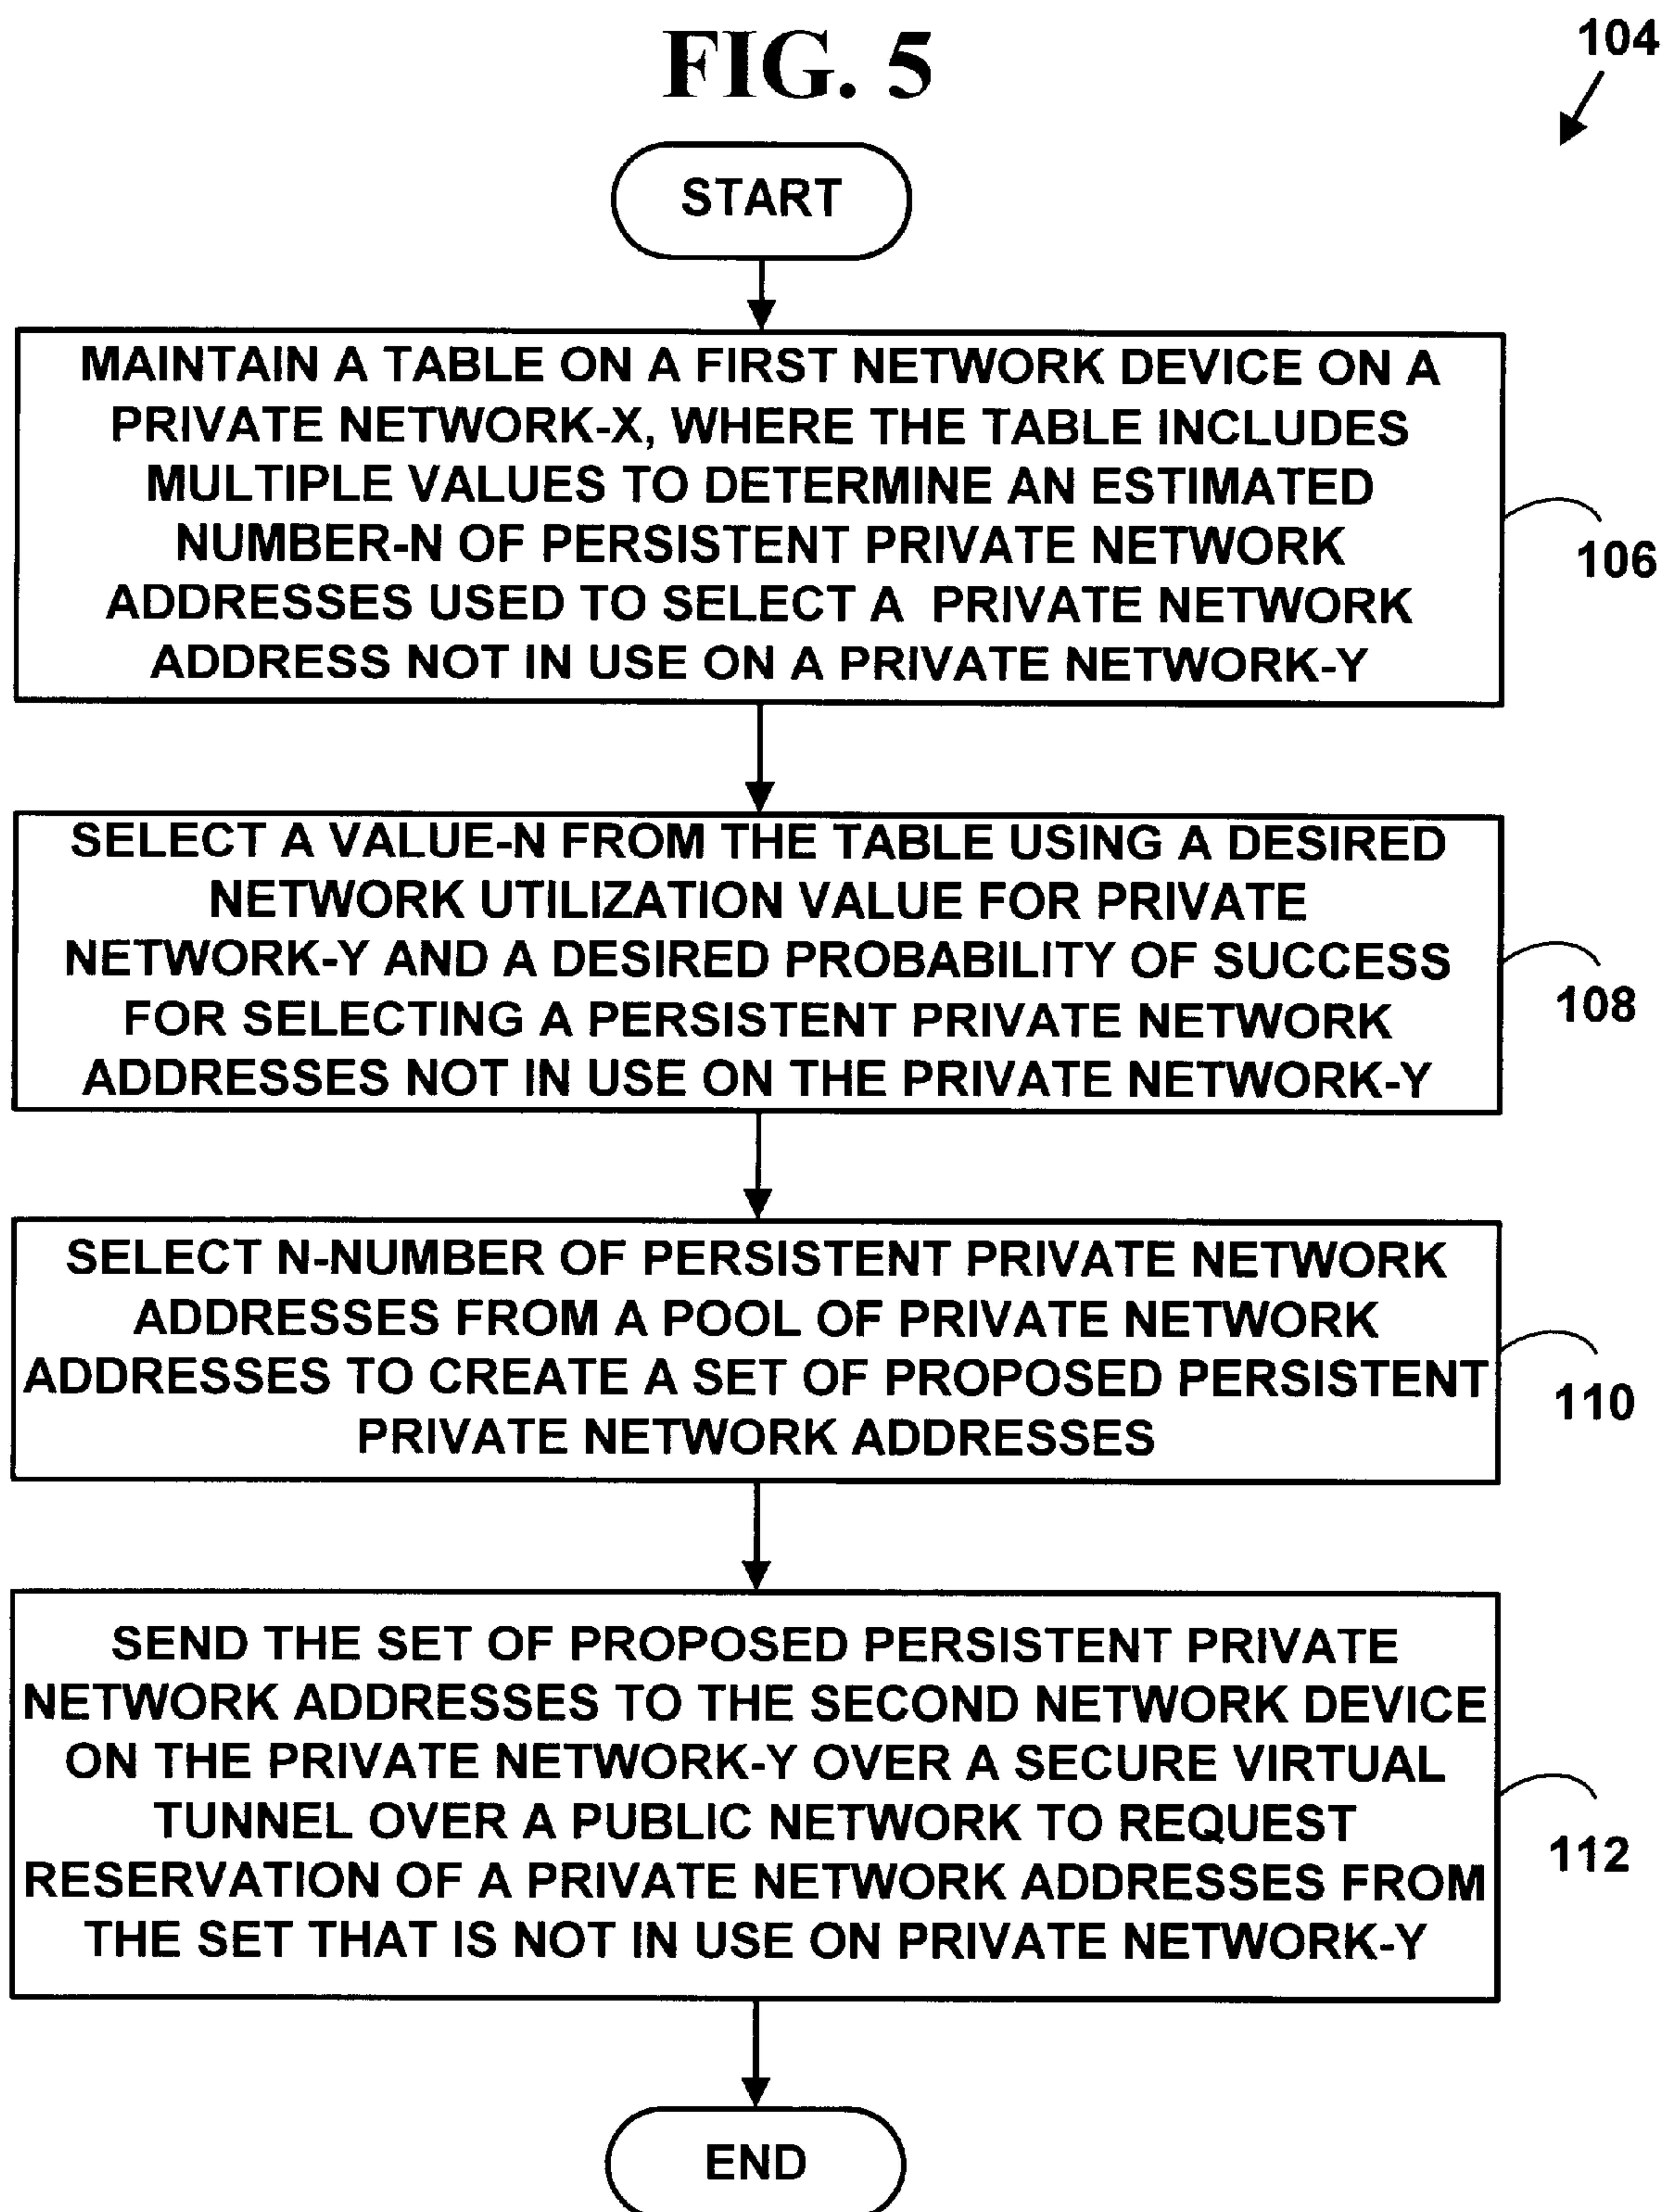 FIG. 5
104
START
MAINTAIN A TABLE ON A FIRST NETWORK DEVICE ON A
PRIVATE NETWORK-X, WHERE THE TABLE INCLUDES
MULTIPLE VALUES TO DETERMINE AN ESTIMATED
NUMBER-N OF PERSISTENT PRIVATE NETWORK
ADDRESSES USED TO SELECT A PRIVATE NETWORK
ADDRESS NOT IN USE ON A PRIVATE NETWORK-Y
106
SELECT A VALUE-N FROM THE TABLE USING A DESIRED
NETWORK UTILIZATION VALUE FOR PRIVATE
NETWORK-Y AND A DESIRED PROBABILITY OF SUCCESS
FOR SELECTING A PERSISTENT PRIVATE NETWORK
ADDRESSES NOT IN USE ON THE PRIVATE NETWORK-Y
108
SELECT N-NUMBER OF PERSISTENT PRIVATE NETWORK
ADDRESSES FROM A POOL OF PRIVATE NETWORK
ADDRESSES TO CREATE A SET OF PROPOSED PERSISTENT
PRIVATE NETWORK ADDRESSES
110
SEND THE SET OF PROPOSED PERSISTENT PRIVATE
NETWORK ADDRESSES TO THE SECOND NETWORK DEVICE
ON THE PRIVATE NETWORK-Y OVER A SECURE VIRTUAL
TUNNEL OVER A PUBLIC NETWORK TO REQUEST
RESERVATION OF A PRIVATE NETWORK ADDRESSES FROM
THE SET THAT IS NOT IN USE ON PRIVATE NETWORK-Y
112
END